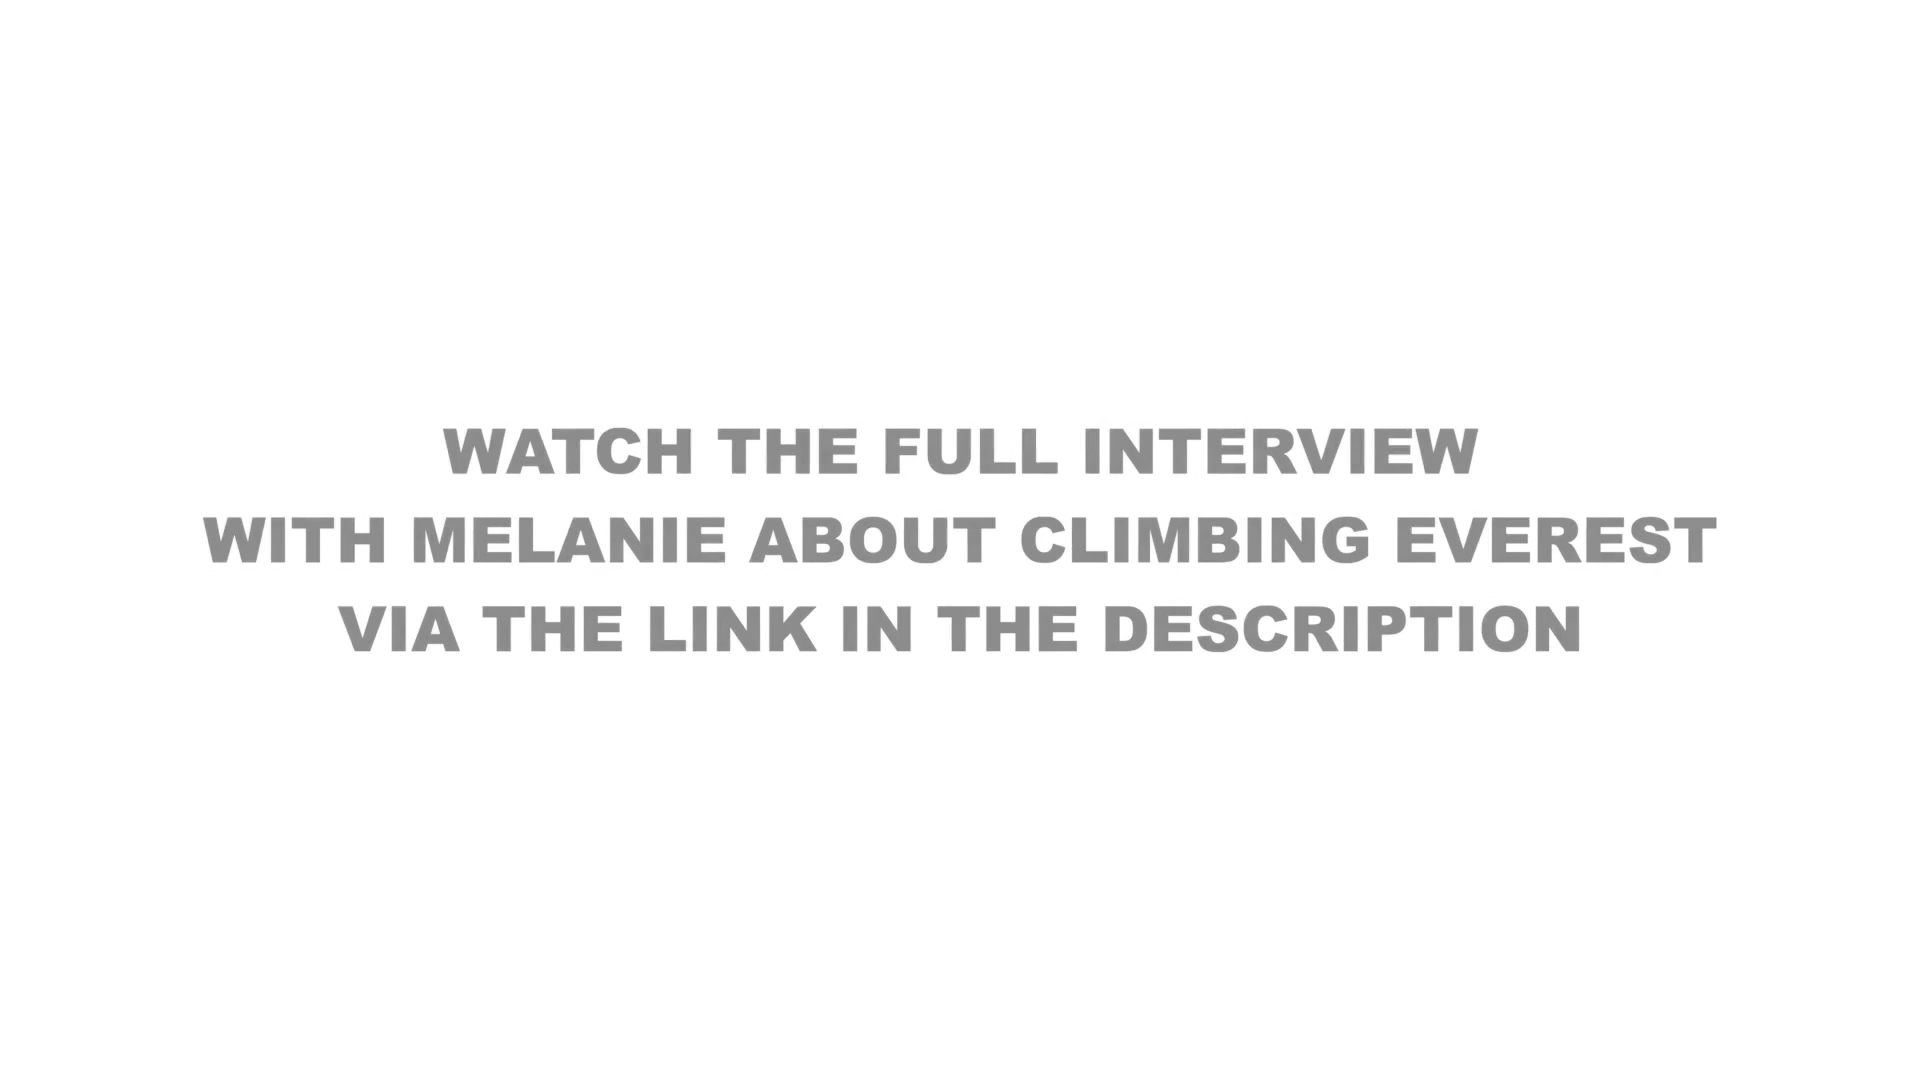 WATCH THE FULL INTERVIEW
WITH MELANIE ABOUT CLIMBING EVEREST
VIA THE LINK IN THE DESCRIPTION